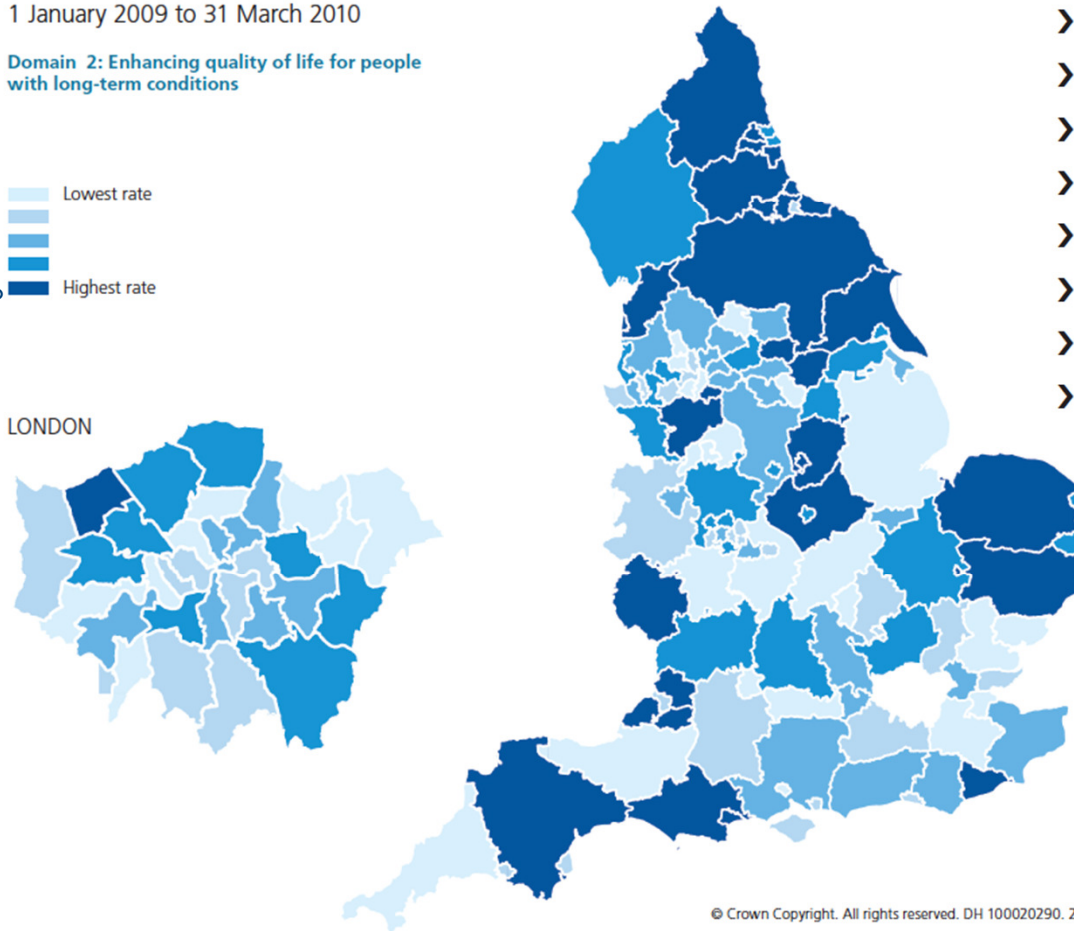 1 January 2009 to 31 March 2010
Domain 2: Enhancing quality of life for people
with long-term conditions
Lowest rate
Highest rate
LONDON
© Crown Copyright. All rights reserved. DH 100020290. 2